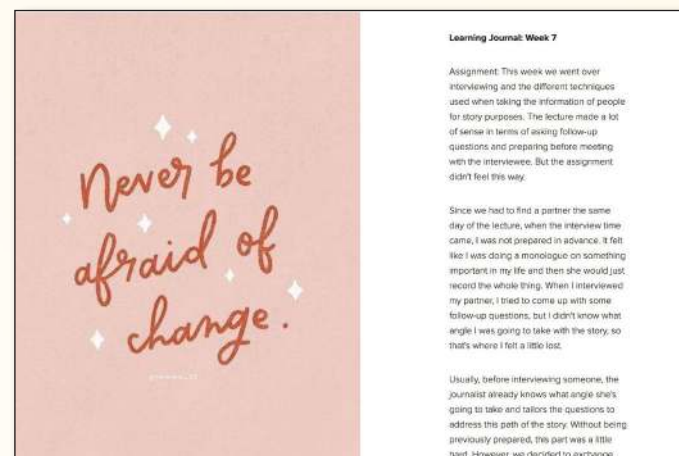 Never be
afraid of
change.
Learning Journal: Week 7
Assignment: This week we went over
interviewing and the different techniques
used when taking the information of people
for story purposes. The lecture made a lot
of sense in terms of asking follow-up
questions and preparing before meeting
with the interviewee. But the assignment
didn't feel this way.
Since we had to find a partner the same
day of the lecture, when the interview time
came, I was not prepared in advance. It felt
like I was doing a monologue on something
important in my life and then she would just
record the whole thing. When I interviewed
my partner, I tried to come up with some
follow-up questions, but I didn't know what
angle I was going to take with the story, so
that's where I felt a little lost.
Usually, before interviewing someone, the
journalist already knows what angle she's
going to take and tailors the questions to
address this path of the story. Without being
previously prepared, this part was a little
hard. However, we decided to exchange